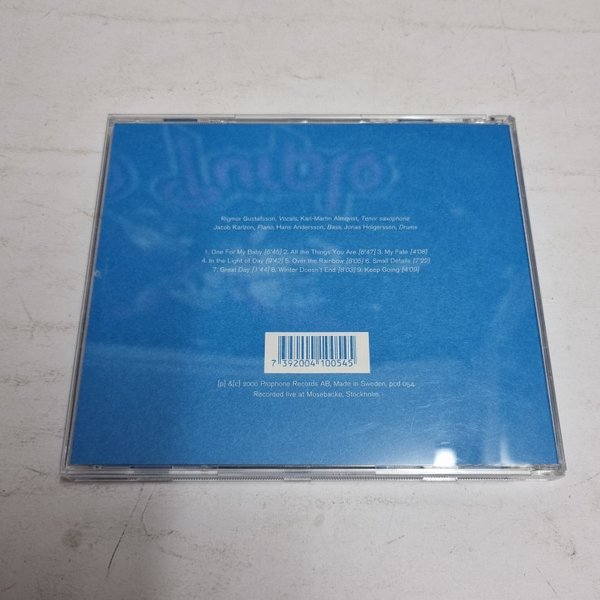 Rigmor Gustafsson, Vocals, Karl-Martin Almqvist, Tenor saxophone
Jacob Karlzon, Piano, Hans Andersson, Bass, Jonas Holgersson, Drums
1. One For My Baby [6'45] 2. All the Things You Are [6'47] 3. My Fate [4'08]
4. In the Light of Day [9'42] 5. Over the Rainbow [8'05] 6. Small Details [7'22]
7. Great Day [1'44] 8. Winter Doesn't End [8'03] 9. Keep Going [4'09]
7 392004 100545
[p] &[c] 2000 Prophone Records AB, Made in Sweden. pcd 054
Recorded live at Mosebacke, Stockholm.